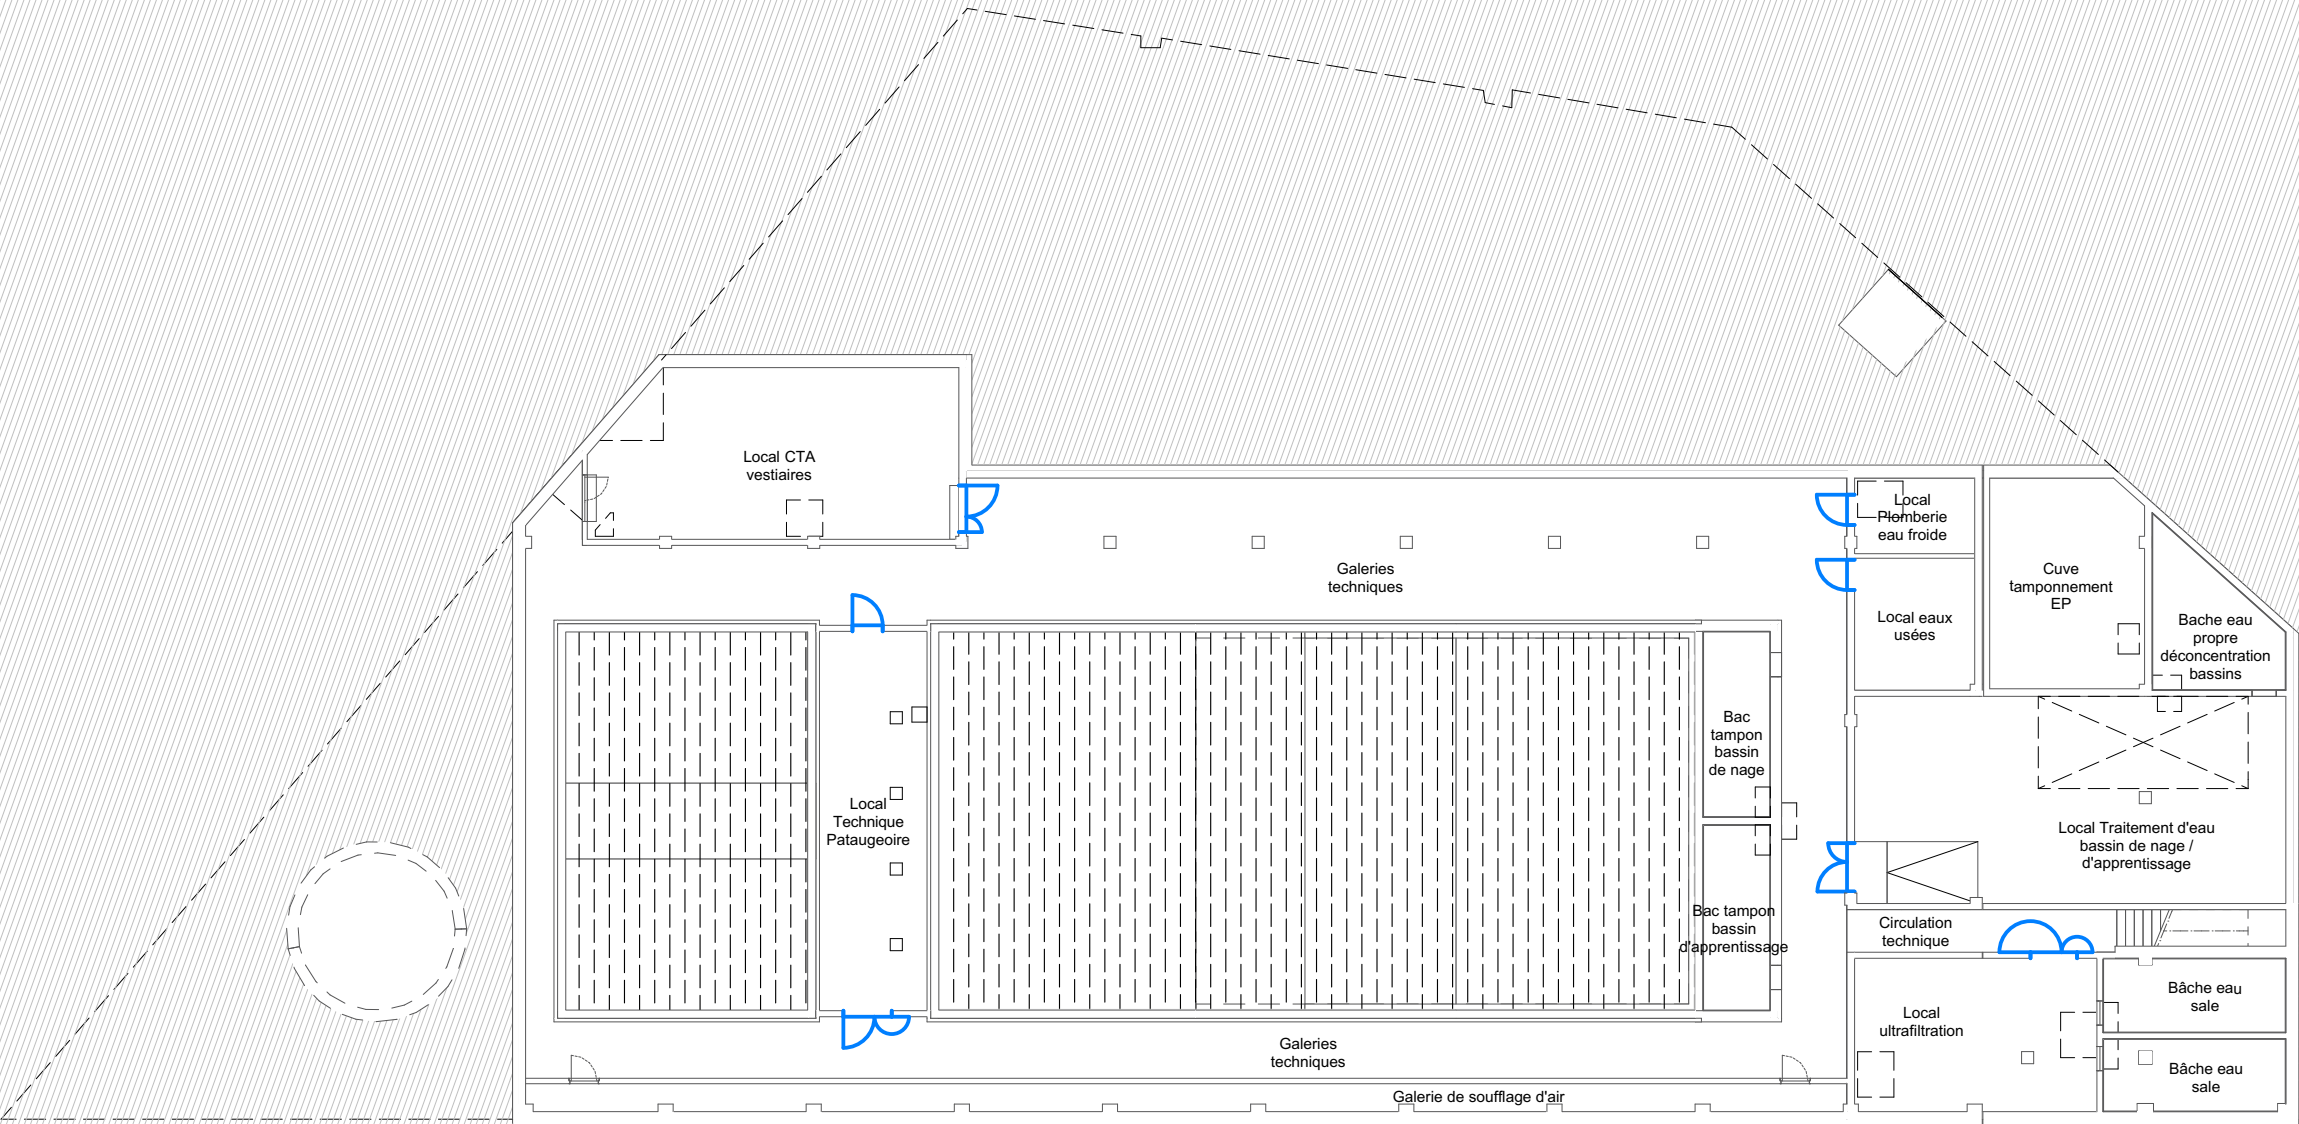 Local CTA
vestiaires
Local
Plomberie
eau froide
Galeries
techniques
Cuve
tamponnement
EP
Local eaux
usées
Bache eau
propre
déconcentration
bassins
Bac
tampon
bassin
de nage
Local
Technique
Pataugeoire
Local Traitement d'eau
bassin de nage /
d'apprentissage
Bac tampon
bassin
d'apprentissage
Circulation
technique
Bâche eau
sale
Local
ultrafiltration
Galeries
techniques
Bâche eau
sale
Galerie de soufflage d'air